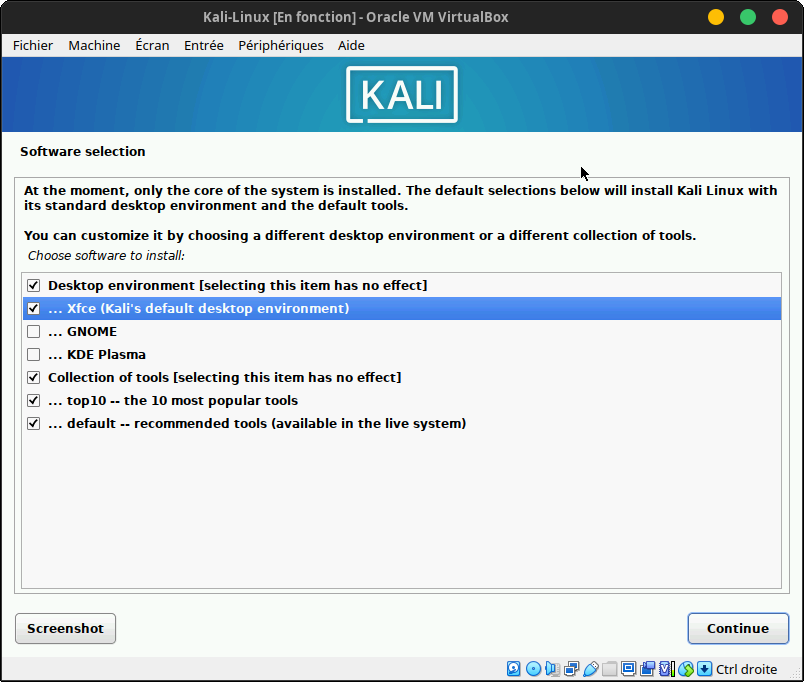 Kali-Linux [En fonction] - Oracle VM VirtualBox
Fichier Machine Écran Entrée Périphériques Aide
KALI
Software selection
At the moment, only the core of the system is installed. The default selections below will install Kali Linux with
its standard desktop environment and the default tools.
You can customize it by choosing a different desktop environment or a different collection of tools.
Choose software to install:
Desktop environment [selecting this item has no effect]
... Xfce (Kali's default desktop environment)
... GNOME
... KDE Plasma
Collection of tools [selecting this item has no effect]
... top10 -- the 10 most popular tools
... default -- recommended tools (available in the live system)
Screenshot Continue
Ctrl droite